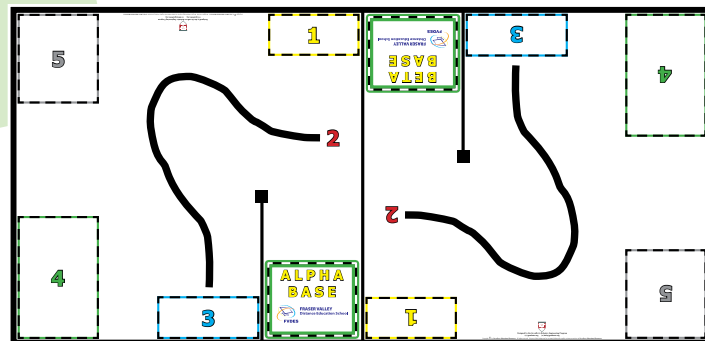 1
5
2
4
3
ALPHA
BASE
FRASER VALLEY
Distance Education School
FVDES
BETA
BASE
FRASER VALLEY
Distance Education School
FVDES
3
4
2
1
5